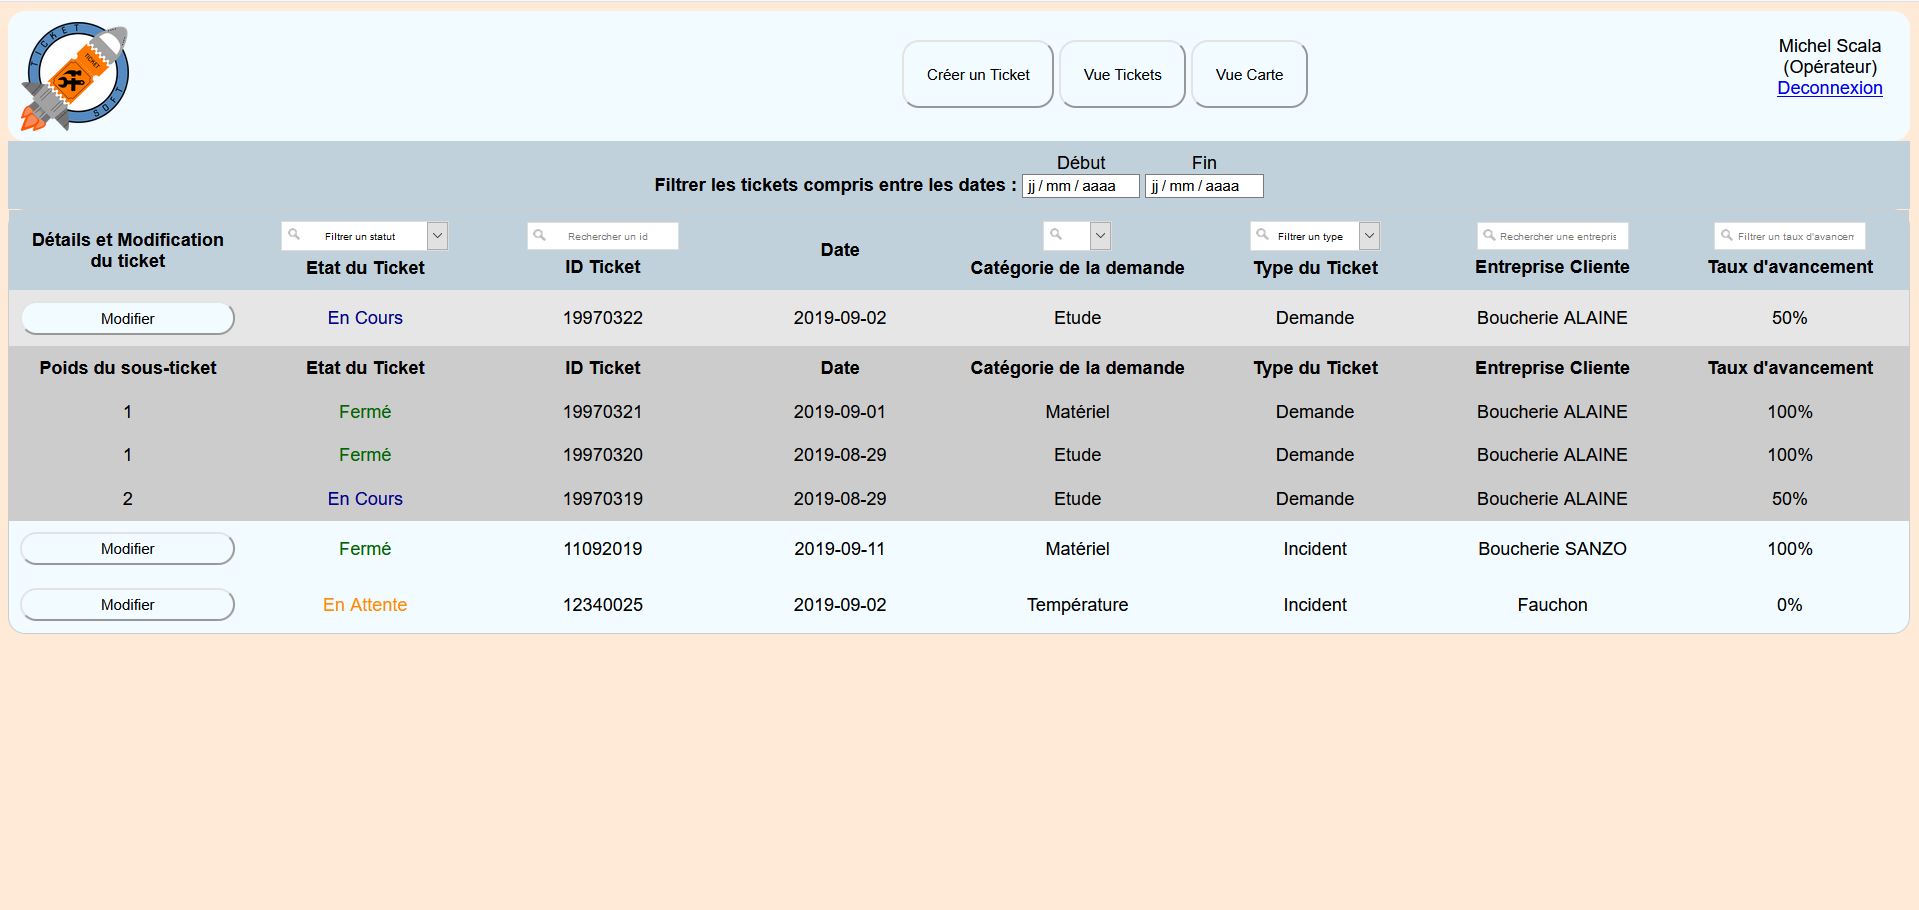 TICKET
TICKET
SOFT
Créer un Ticket Vue Tickets Vue Carte
Michel Scala
(Opérateur)
Deconnexion
Début Fin
Filtrer les tickets compris entre les dates : jj / mm / aaaa jj / mm / aaaa
Détails et Modification
du ticket
Filtrer un statut
Etat du Ticket
Rechercher un id
ID Ticket
Date
Catégorie de la demande
Filtrer un type
Type du Ticket
Rechercher une entrepris
Entreprise Cliente
Filtrer un taux d'avancem
Taux d'avancement
Modifier En Cours 19970322 2019-09-02 Etude Demande Boucherie ALAINE 50%
Poids du sous-ticket Etat du Ticket ID Ticket Date Catégorie de la demande Type du Ticket Entreprise Cliente Taux d'avancement
1 Fermé 19970321 2019-09-01 Matériel Demande Boucherie ALAINE 100%
1 Fermé 19970320 2019-08-29 Etude Demande Boucherie ALAINE 100%
2 En Cours 19970319 2019-08-29 Etude Demande Boucherie ALAINE 50%
Modifier Fermé 11092019 2019-09-11 Matériel Incident Boucherie SANZO 100%
Modifier En Attente 12340025 2019-09-02 Température Incident Fauchon 0%